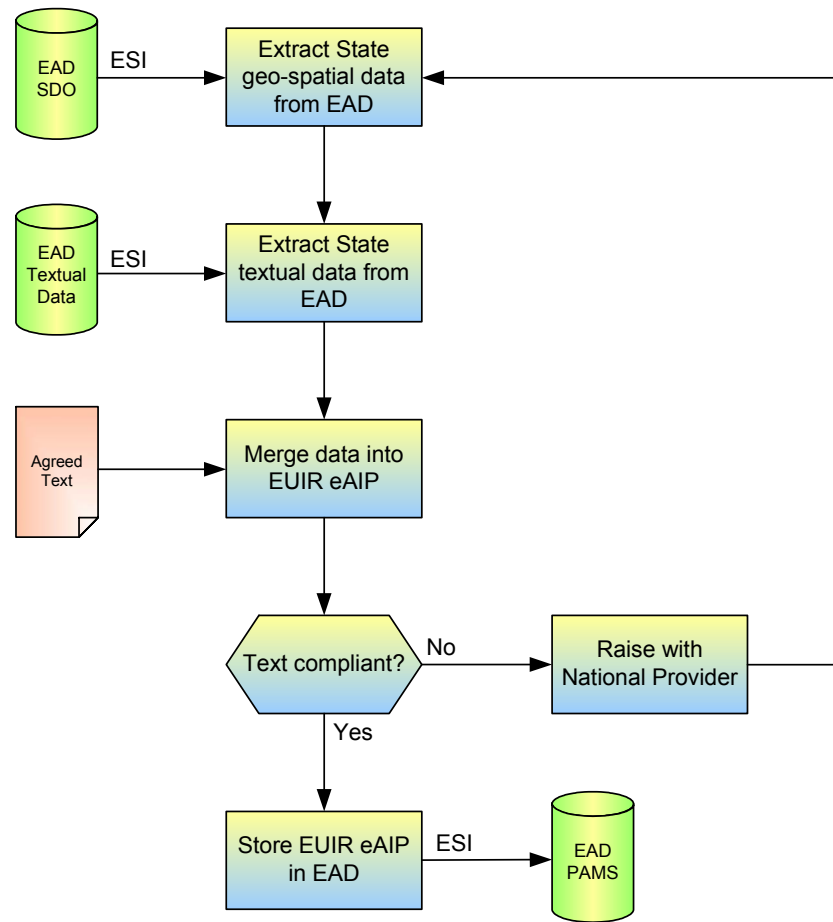 EAD
SDO
ESI
Extract State
geo-spatial data
from EAD
EAD
Textual
Data
ESI
Extract State
textual data from
EAD
Agreed
Text
Merge data into
EUIR eAIP
Text compliant?
No
Raise with
National Provider
Yes
Store EUIR eAIP
in EAD
ESI
EAD
PAMS